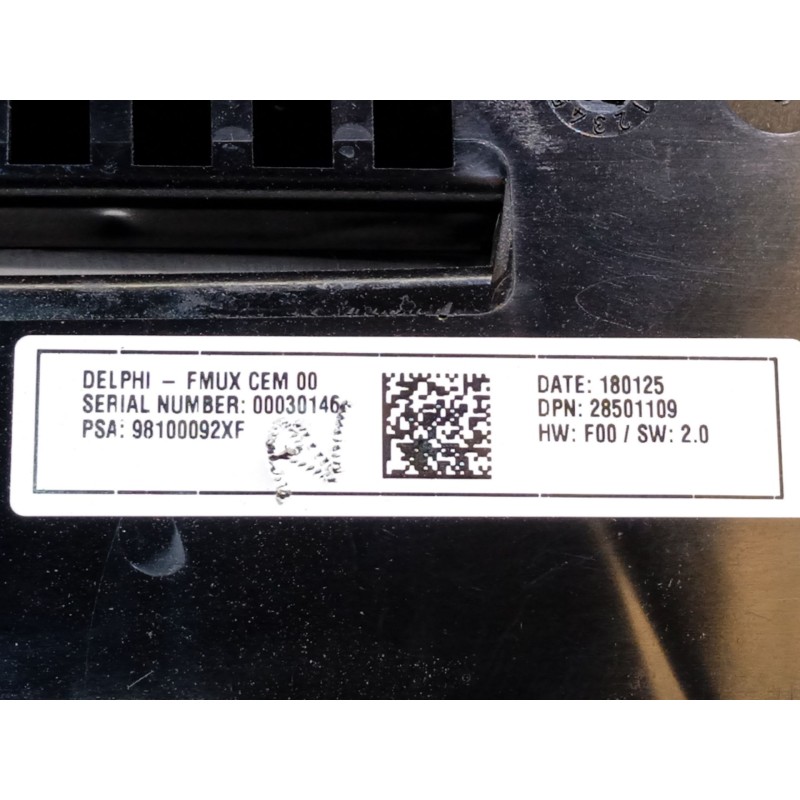 DELPHI - FMUX CEM 00
SERIAL NUMBER: 00030146
PSA: 98100092XF
DATE: 180125
DPN: 28501109
HW: F00 / SW: 2.0